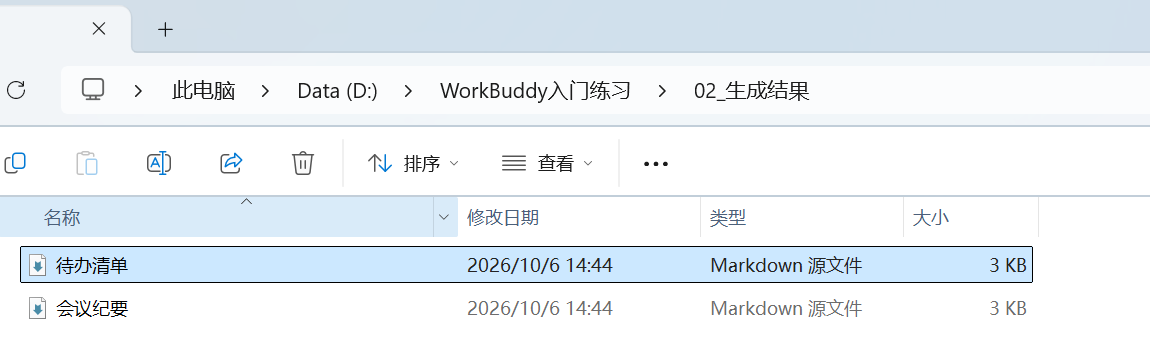 此电脑 Data (D:) WorkBuddy入门练习 02_生成结果
排序 查看
名称 修改日期 类型 大小
待办清单 2026/10/6 14:44 Markdown 源文件 3 KB
会议纪要 2026/10/6 14:44 Markdown 源文件 3 KB